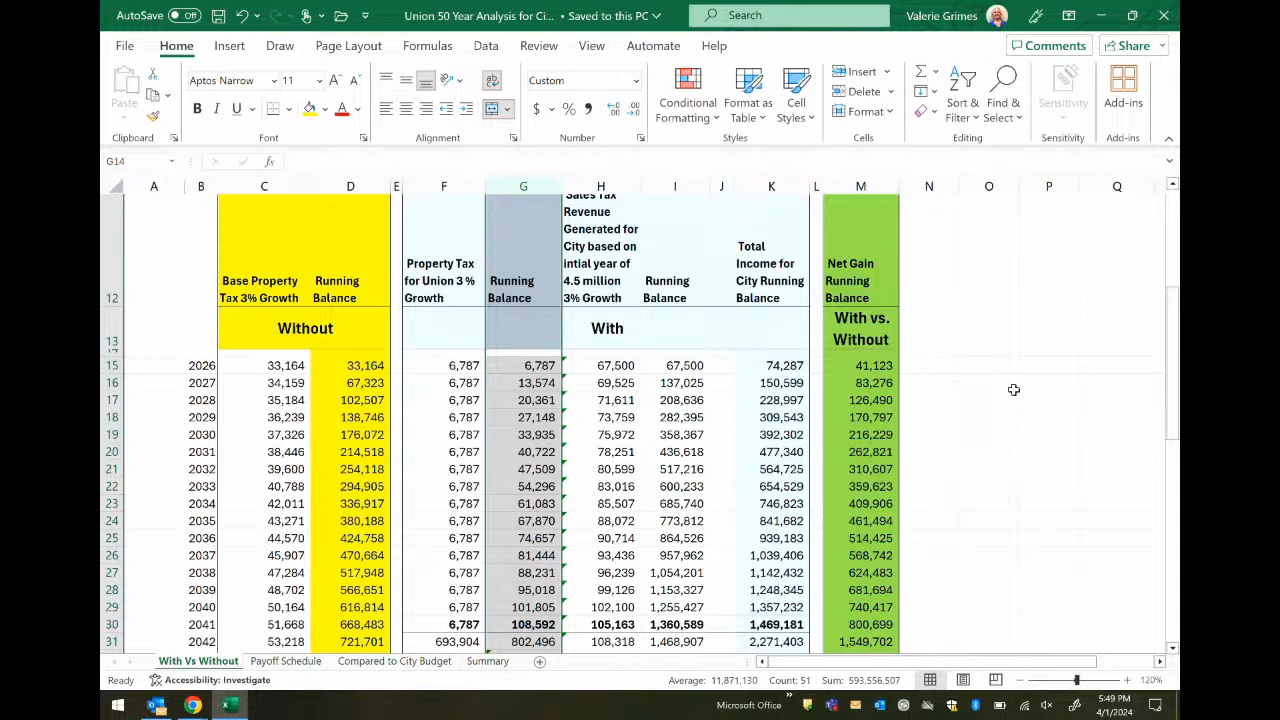 AutoSave Off Union 50 Year Analysis for Ci... • Saved to this PC Search Valerie Grimes
File Home Insert Draw Page Layout Formulas Data Review View Automate Help Comments Share
Paste Aptos Narrow 11 Custom Conditional Formatting Format as Table Cell Styles Insert Delete Format Sort & Filter Find & Select Sensitivity Add-ins
B I U A $ %
Clipboard Font Alignment Number Styles Cells Editing Sensitivity Add-ins
G14 fx
A B C D E F G H I J K L M N O P Q
12 Base Property Tax 3% Growth Running Balance Property Tax for Union 3 % Growth Running Balance Sales Tax Revenue Generated for City based on intial year of 4.5 million 3% Growth Running Balance Total Income for City Running Balance Net Gain Running Balance
13 Without With With vs. Without
14
15 2026 33,164 33,164 6,787 6,787 67,500 67,500 74,287 41,123
16 2027 34,159 67,323 6,787 13,574 69,525 137,025 150,599 83,276
17 2028 35,184 102,507 6,787 20,361 71,611 208,636 228,997 126,490
18 2029 36,239 138,746 6,787 27,148 73,759 282,395 309,543 170,797
19 2030 37,326 176,072 6,787 33,935 75,972 358,367 392,302 216,229
20 2031 38,446 214,518 6,787 40,722 78,251 436,618 477,340 262,821
21 2032 39,600 254,118 6,787 47,509 80,599 517,216 564,725 310,607
22 2033 40,788 294,905 6,787 54,296 83,016 600,233 654,529 359,623
23 2034 42,011 336,917 6,787 61,083 85,507 685,740 746,823 409,906
24 2035 43,271 380,188 6,787 67,870 88,072 773,812 841,682 461,494
25 2036 44,570 424,758 6,787 74,657 90,714 864,526 939,183 514,425
26 2037 45,907 470,664 6,787 81,444 93,436 957,962 1,039,406 568,742
27 2038 47,284 517,948 6,787 88,231 96,239 1,054,201 1,142,432 624,483
28 2039 48,702 566,651 6,787 95,018 99,126 1,153,327 1,248,345 681,694
29 2040 50,164 616,814 6,787 101,805 102,100 1,255,427 1,357,232 740,417
30 2041 51,668 668,483 6,787 108,592 105,163 1,360,589 1,469,181 800,699
31 2042 53,218 721,701 693,904 802,496 108,318 1,468,907 2,271,403 1,549,702
With Vs Without Payoff Schedule Compared to City Budget Summary
Ready Accessibility: Investigate Average: 11,871,130 Count: 51 Sum: 593,556,507 120%
Microsoft Office » 5:49 PM
4/1/2024